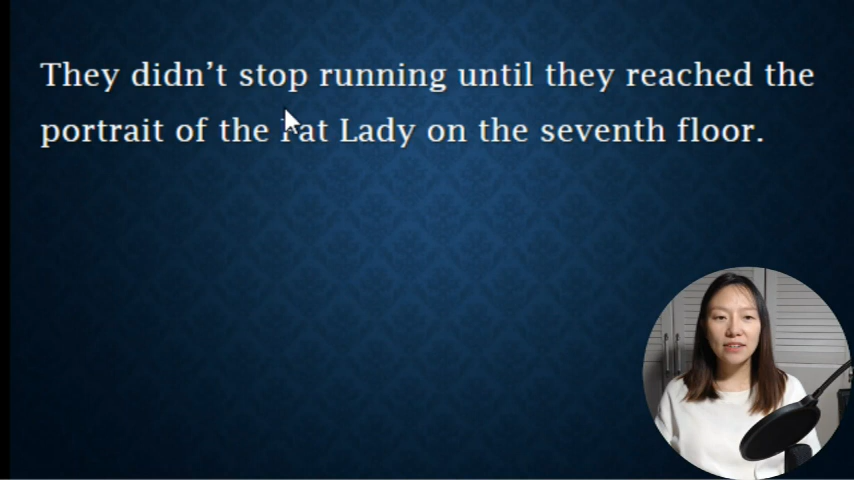 They didn’t stop running until they reached the
portrait of the Fat Lady on the seventh floor.